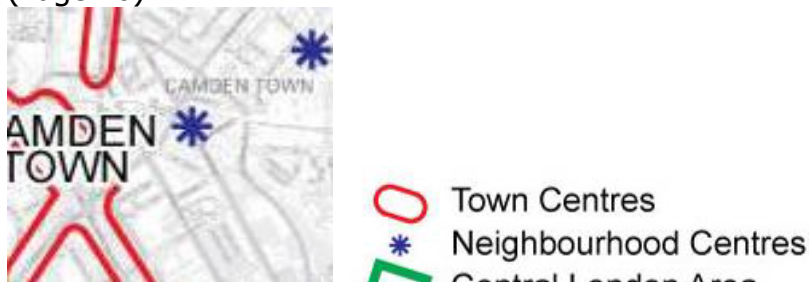 CAMDEN TOWN
AMDEN
TOWN
Town Centres
Neighbourhood Centres
Central London Area